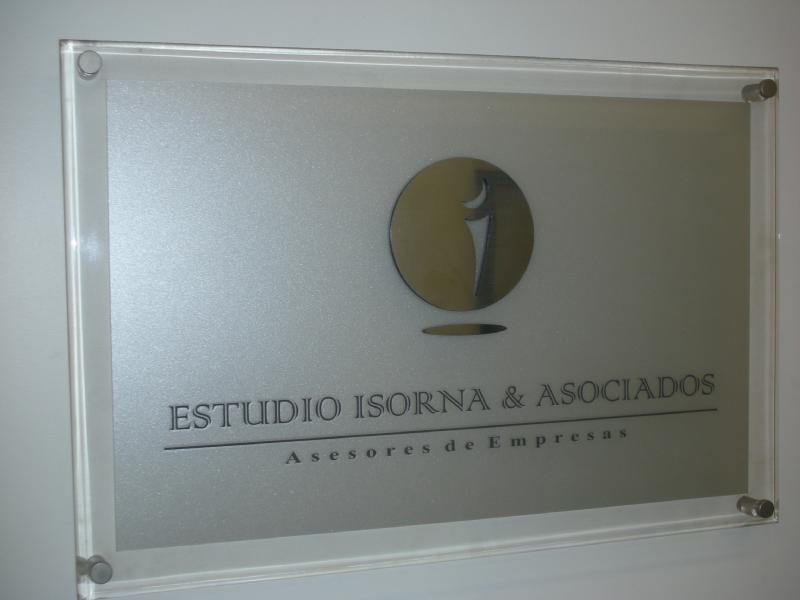 i
ESTUDIO ISORNA & ASOCIADOS
Asesores de Empresas